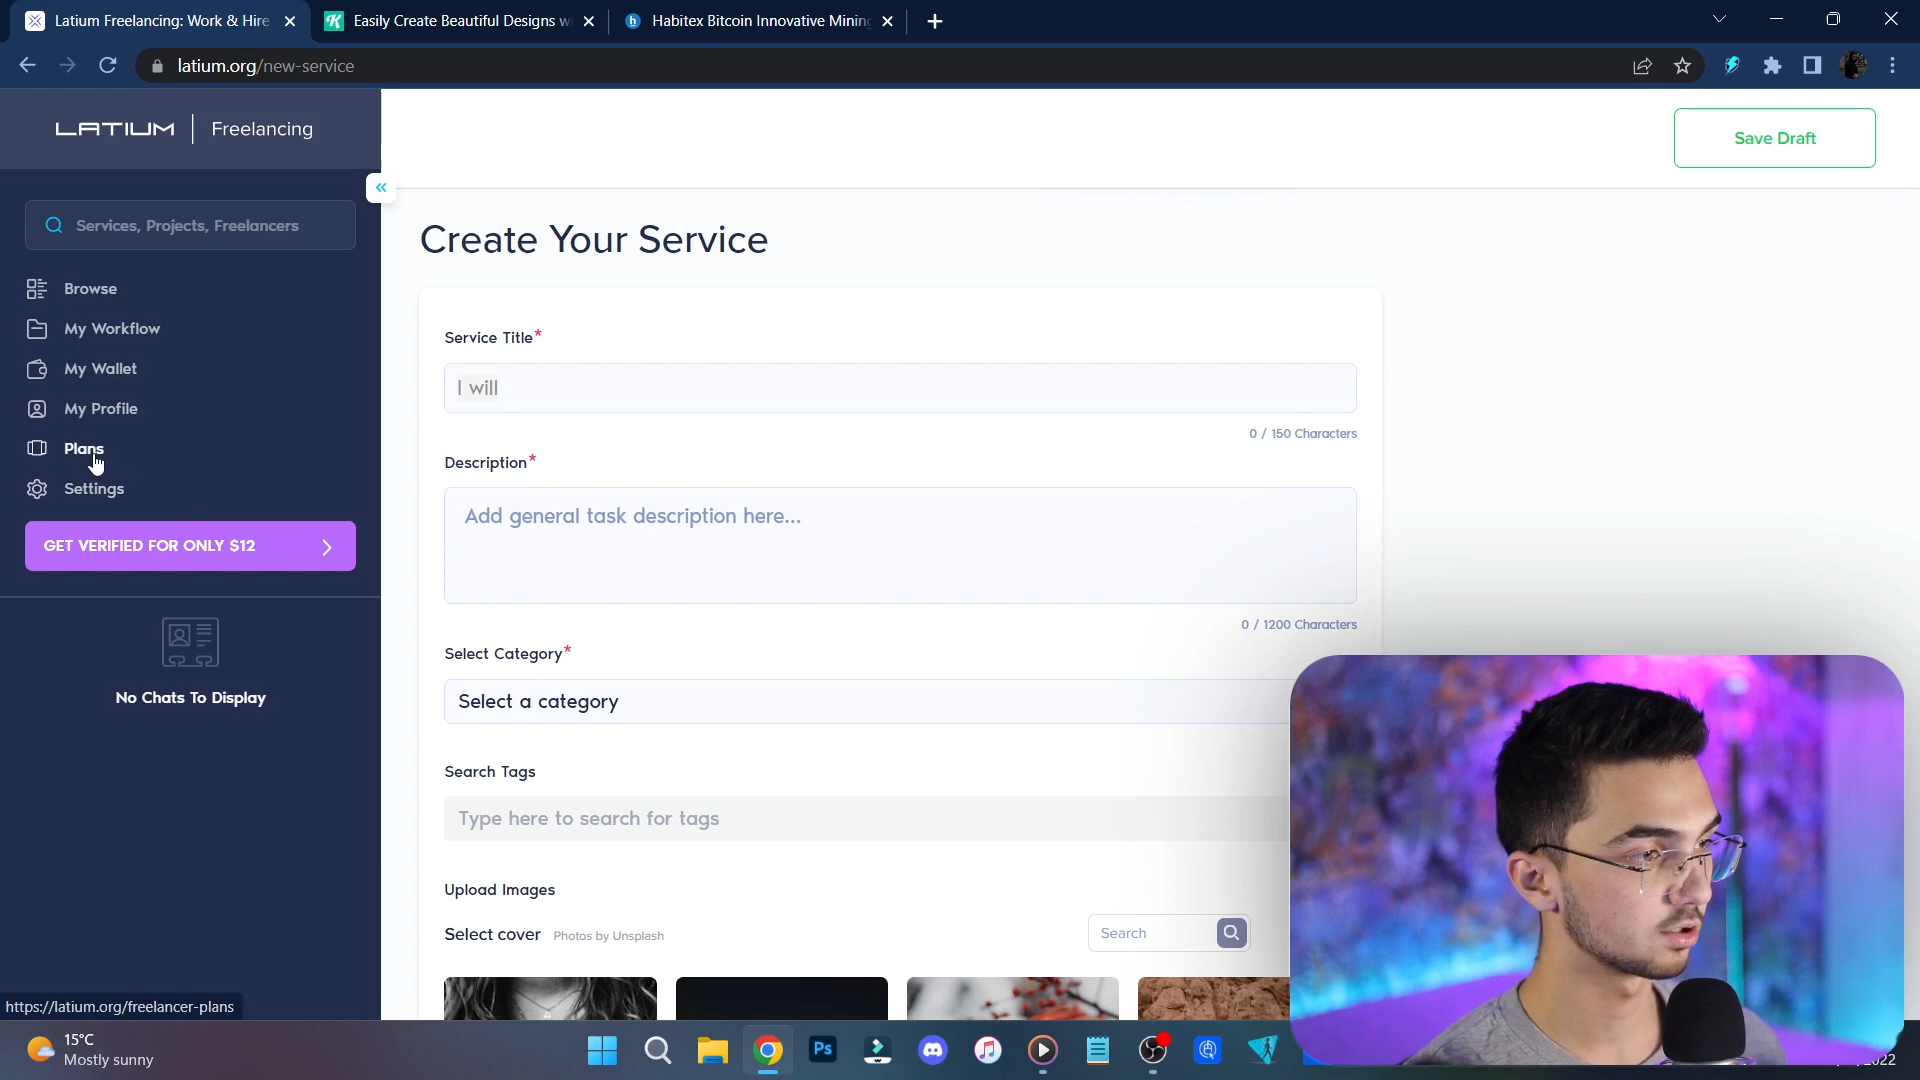 Latium Freelancing: Work & Hire
Easily Create Beautiful Designs w
Habitex Bitcoin Innovative Mining
latium.org/new-service
LATIUM | Freelancing
Save Draft
Services, Projects, Freelancers
Browse
My Workflow
My Wallet
My Profile
Plans
Settings
GET VERIFIED FOR ONLY $12
No Chats To Display
Create Your Service
Service Title*
I will
0 / 150 Characters
Description*
Add general task description here...
0 / 1200 Characters
Select Category*
Select a category
Search Tags
Type here to search for tags
Upload Images
Select cover Photos by Unsplash
Search
https://latium.org/freelancer-plans
15°C
Mostly sunny
Ps